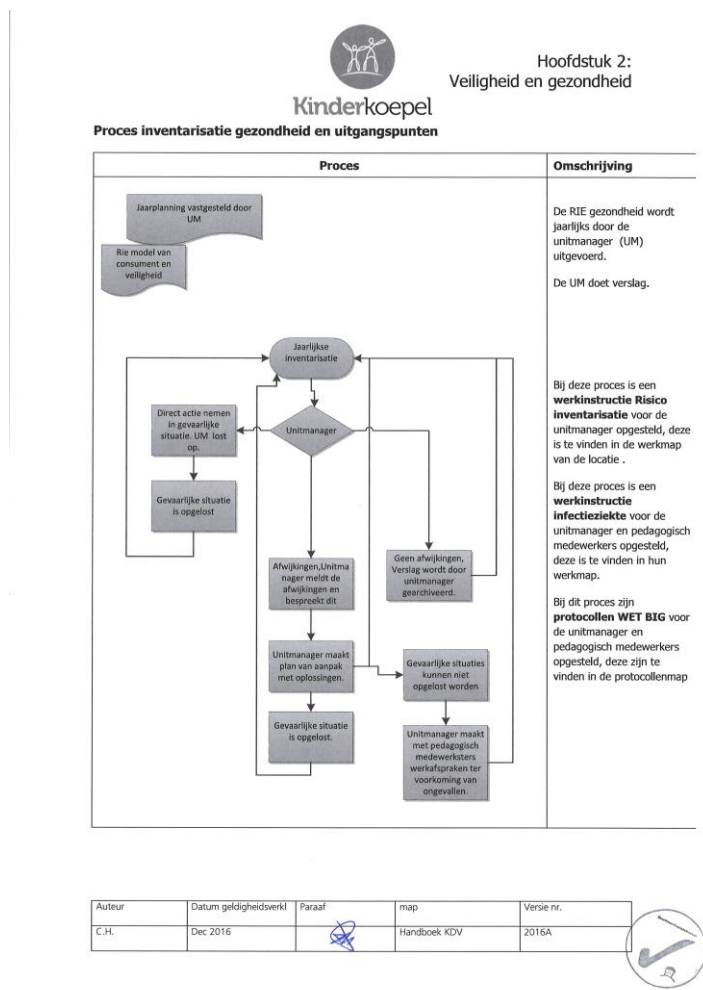 Hoofdstuk 2:
Veiligheid en gezondheid
Kinderkoepel
Proces inventarisatie gezondheid en uitgangspunten
Proces
Omschrijving
Jaarplanning vastgesteld door
UM
Rie model van
consument en
veiligheid
De RIE gezondheid wordt
jaarlijks door de
unitmanager (UM)
uitgevoerd.
De UM doet verslag.
Jaarlijkse
inventarisatie
Direct actie nemen
in gevaarlijke
situatie. UM lost
op.
Unitmanager
Gevaarlijke situatie
is opgelost
Afwijkingen,Unitma
nager meldt de
afwijkingen en
bespreekt dit
Geen afwijkingen,
Verslag wordt door
unitmanager
gearchiveerd.
Unitmanager maakt
plan van aanpak
met oplossingen.
Gevaarlijke situaties
kunnen niet
opgelost worden
Gevaarlijke situatie
is opgelost.
Unitmanager maakt
met pedagogisch
medewerksters
werkafspraken ter
voorkoming van
ongevallen.
Bij deze proces is een
werkinstructie Risico
inventarisatie voor de
unitmanager opgesteld, deze
is te vinden in de werkmap
van de locatie .
Bij deze proces is een
werkinstructie
infectieziekte voor de
unitmanager en pedagogisch
medewerkers opgesteld,
deze is te vinden in hun
werkmap.
Bij dit proces zijn
protocollen WET BIG voor
de unitmanager en
pedagogisch medewerkers
opgesteld, deze zijn te
vinden in de protocollenmap
Auteur
Datum geldigheidsverkl
Paraaf
map
Versie nr.
C.H.
Dec 2016
Handboek KDV
2016A